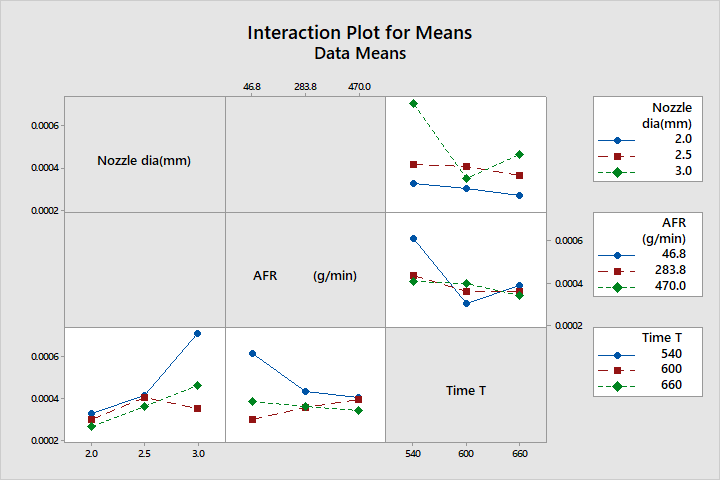 Interaction Plot for Means
Data Means
46.8 283.8 470.0
0.0006
0.0004
0.0002
Nozzle dia(mm)
Nozzle
dia(mm)
2.0
2.5
3.0
AFR (g/min)
0.0006
0.0004
0.0002
AFR
(g/min)
46.8
283.8
470.0
0.0006
0.0004
0.0002
Time T
Time T
540
600
660
2.0 2.5 3.0 540 600 660